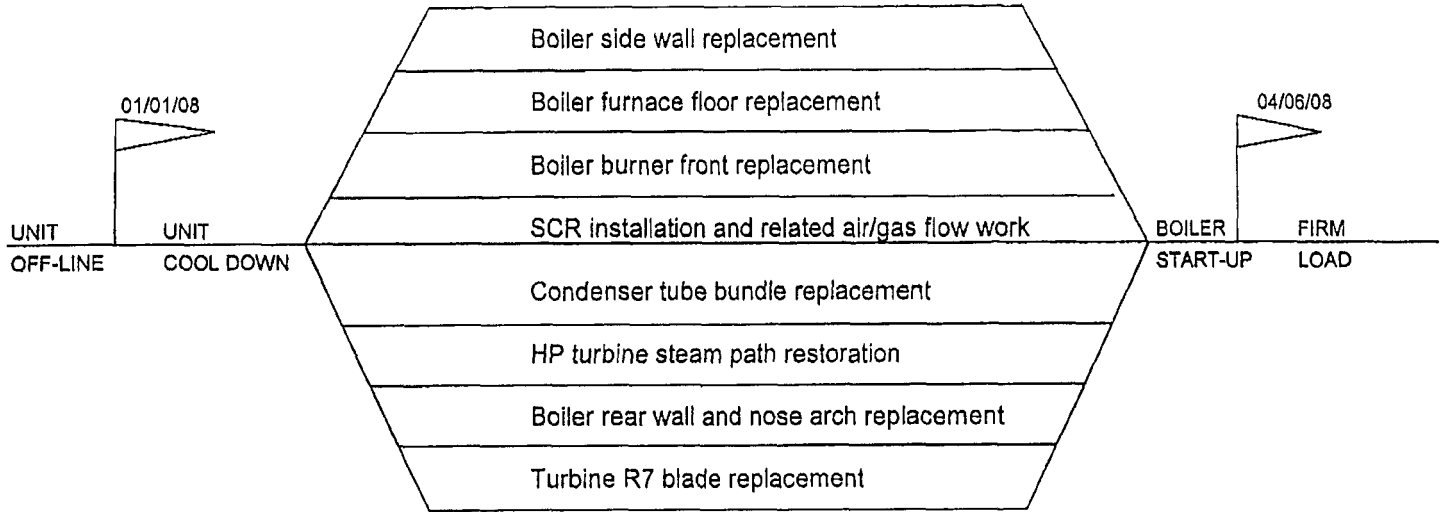 Boiler side wall replacement
01/01/08
Boiler furnace floor replacement
04/06/08
Boiler burner front replacement
SCR installation and related air/gas flow work
UNIT
OFF-LINE
UNIT
COOL DOWN
BOILER
START-UP
FIRM
LOAD
Condenser tube bundle replacement
HP turbine steam path restoration
Boiler rear wall and nose arch replacement
Turbine R7 blade replacement